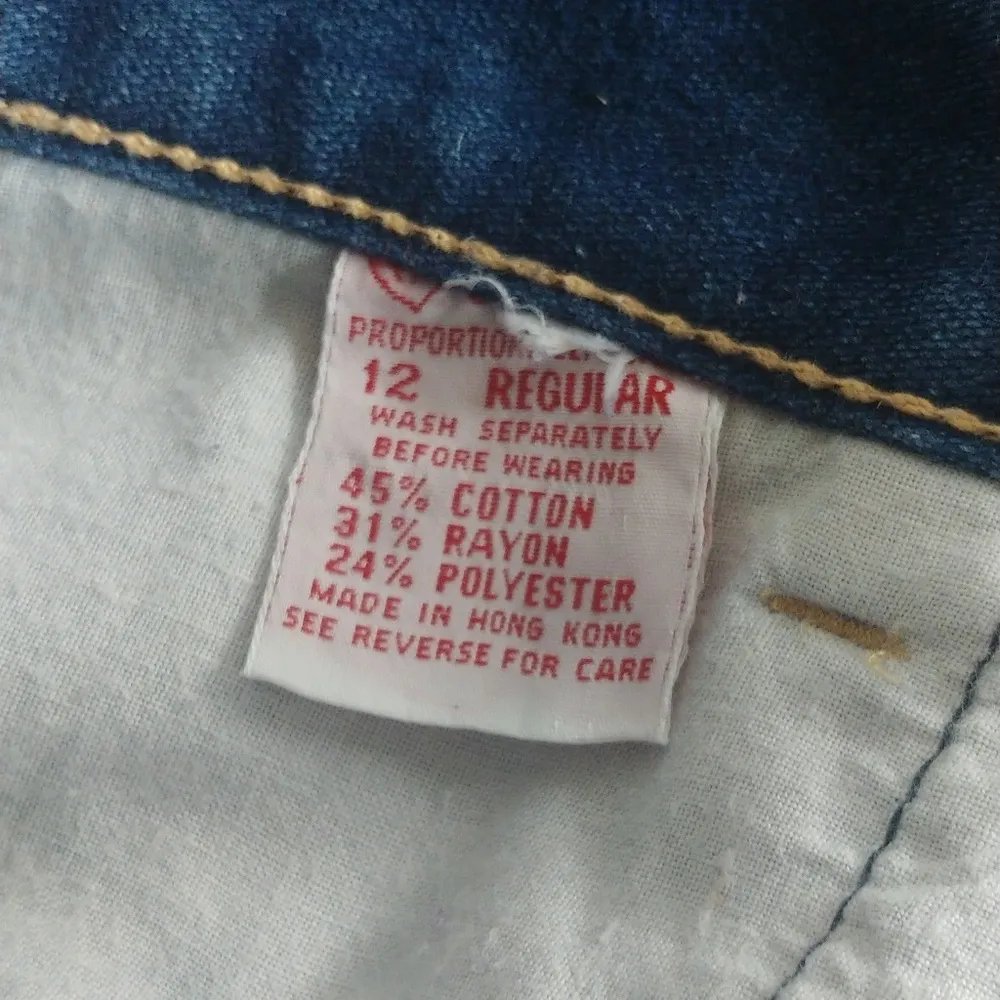 12 REGULAR
WASH SEPARATELY
BEFORE WEARING
45% COTTON
31% RAYON
24% POLYESTER
MADE IN HONG KONG
SEE REVERSE FOR CARE